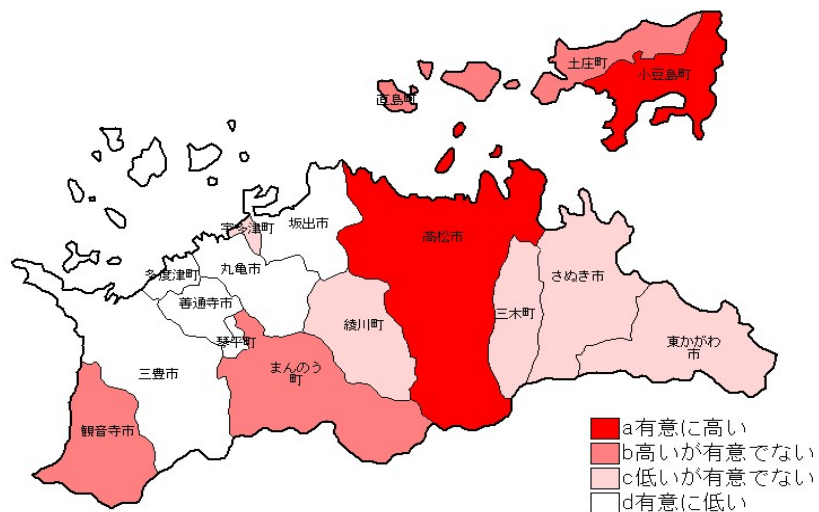 土庄町
小豆島町
直島町
宇多津町
坂出市
高松市
多度津町
丸亀市
さぬき市
善通寺市
綾川町
三木町
琴平町
東かがわ
市
三豊市
まんのう
町
観音寺市
a有意に高い
b高いが有意でない
c低いが有意でない
d有意に低い